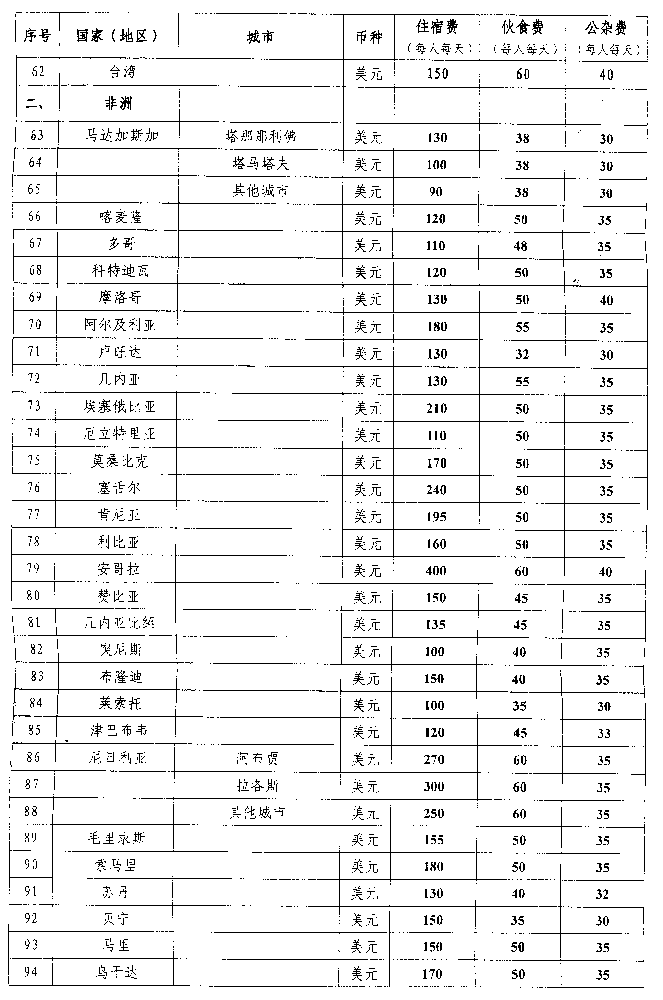 序号 国家（地区） 城市 币种 住宿费 伙食费 公杂费
（每人每天） （每人每天） （每人每天）
62 台湾 美元 150 60 40
二、 非洲
63 马达加斯加 塔那那利佛 美元 130 38 30
64 塔马塔夫 美元 100 38 30
65 其他城市 美元 90 38 30
66 喀麦隆 美元 120 50 35
67 多哥 美元 110 48 35
68 科特迪瓦 美元 120 50 35
69 摩洛哥 美元 130 50 40
70 阿尔及利亚 美元 180 55 35
71 卢旺达 美元 130 32 30
72 几内亚 美元 130 55 35
73 埃塞俄比亚 美元 210 50 35
74 厄立特里亚 美元 110 50 35
75 莫桑比克 美元 170 50 35
76 塞舌尔 美元 240 50 35
77 肯尼亚 美元 195 50 35
78 利比亚 美元 160 50 35
79 安哥拉 美元 400 60 40
80 赞比亚 美元 150 45 35
81 几内亚比绍 美元 135 45 35
82 突尼斯 美元 100 40 35
83 布隆迪 美元 150 40 35
84 莱索托 美元 100 35 30
85 津巴布韦 美元 120 45 33
86 尼日利亚 阿布贾 美元 270 60 35
87 拉各斯 美元 300 60 35
88 其他城市 美元 250 60 35
89 毛里求斯 美元 155 50 35
90 索马里 美元 180 50 35
91 苏丹 美元 130 40 32
92 贝宁 美元 150 35 30
93 马里 美元 150 50 35
94 乌干达 美元 170 50 35